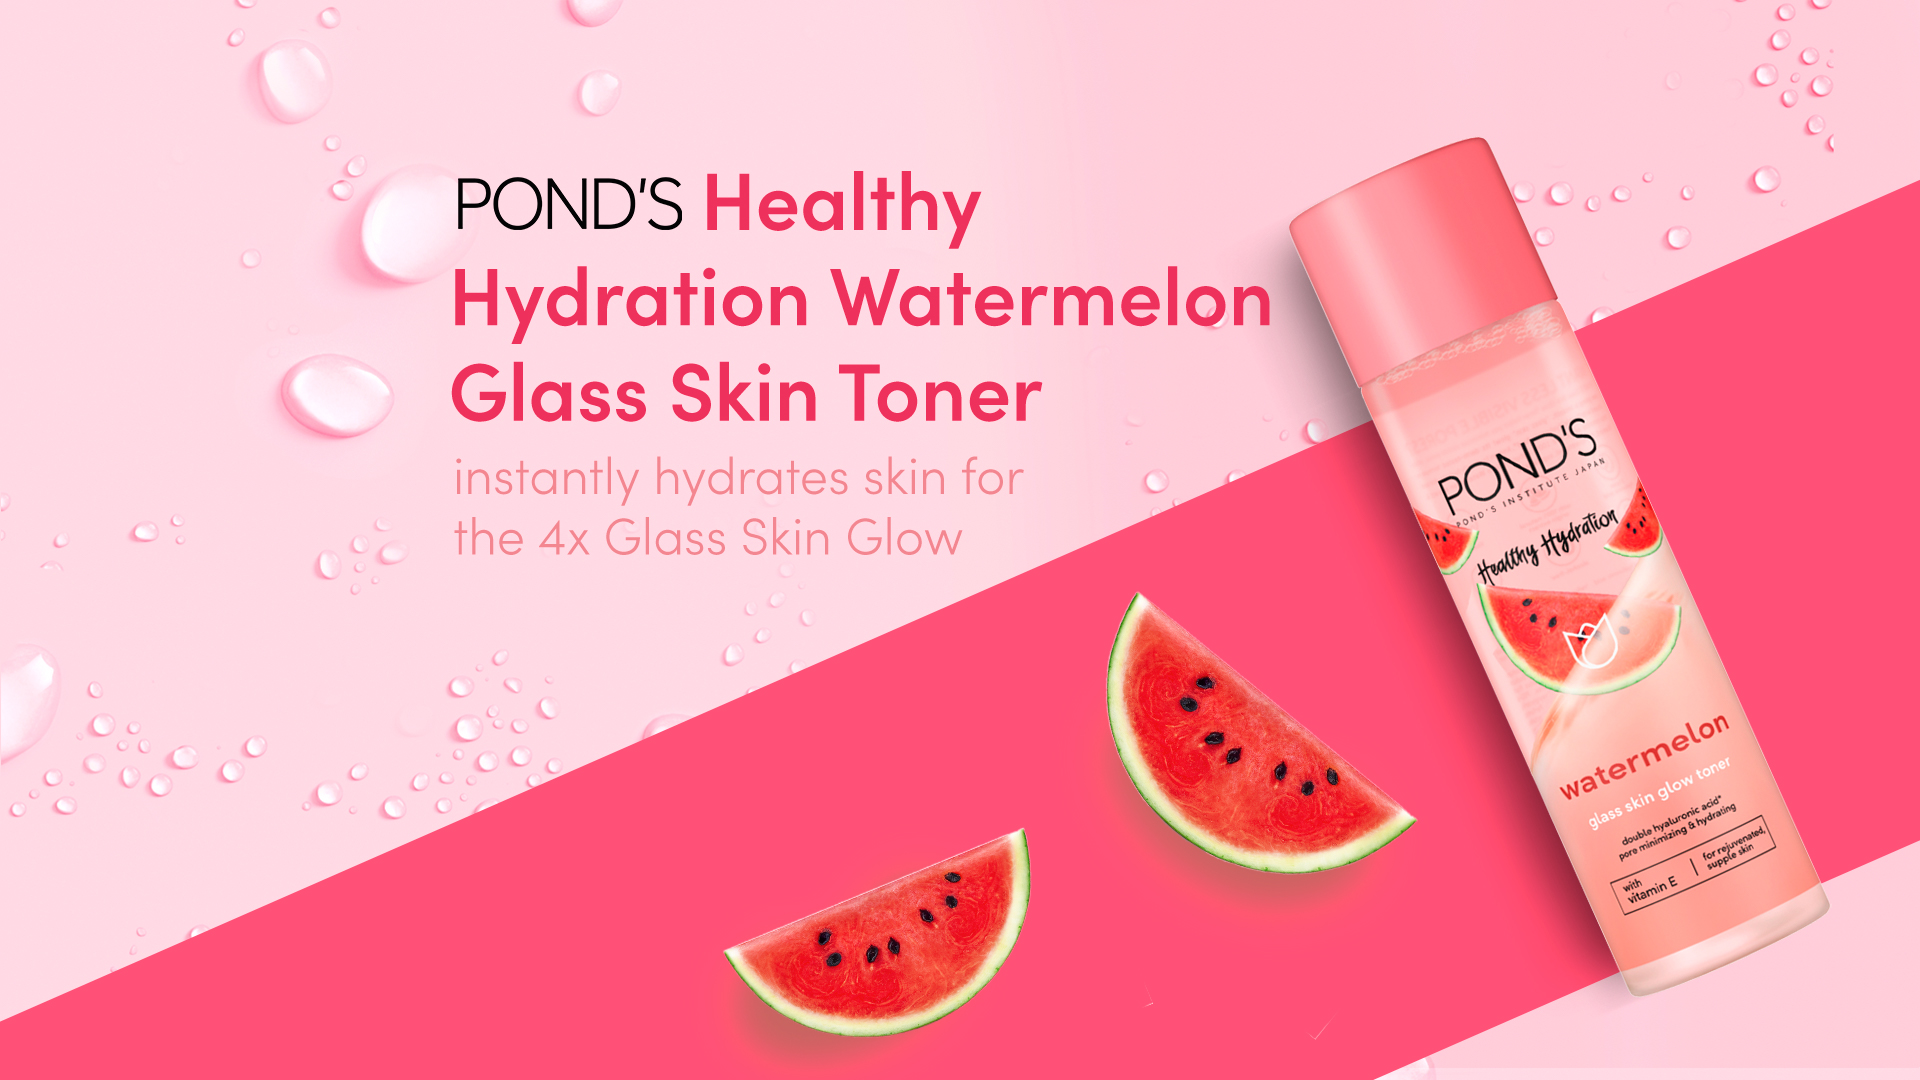 POND'S Healthy
Hydration Watermelon
Glass Skin Toner
instantly hydrates skin for
the 4x Glass Skin Glow
POND'S
POND'S INSTITUTE JAPAN
Healthy Hydration
watermelon
glass skin glow toner
double hyaluronic acid*
pore minimizing & hydrating
with
vitamin E
for rejuvenated,
supple skin